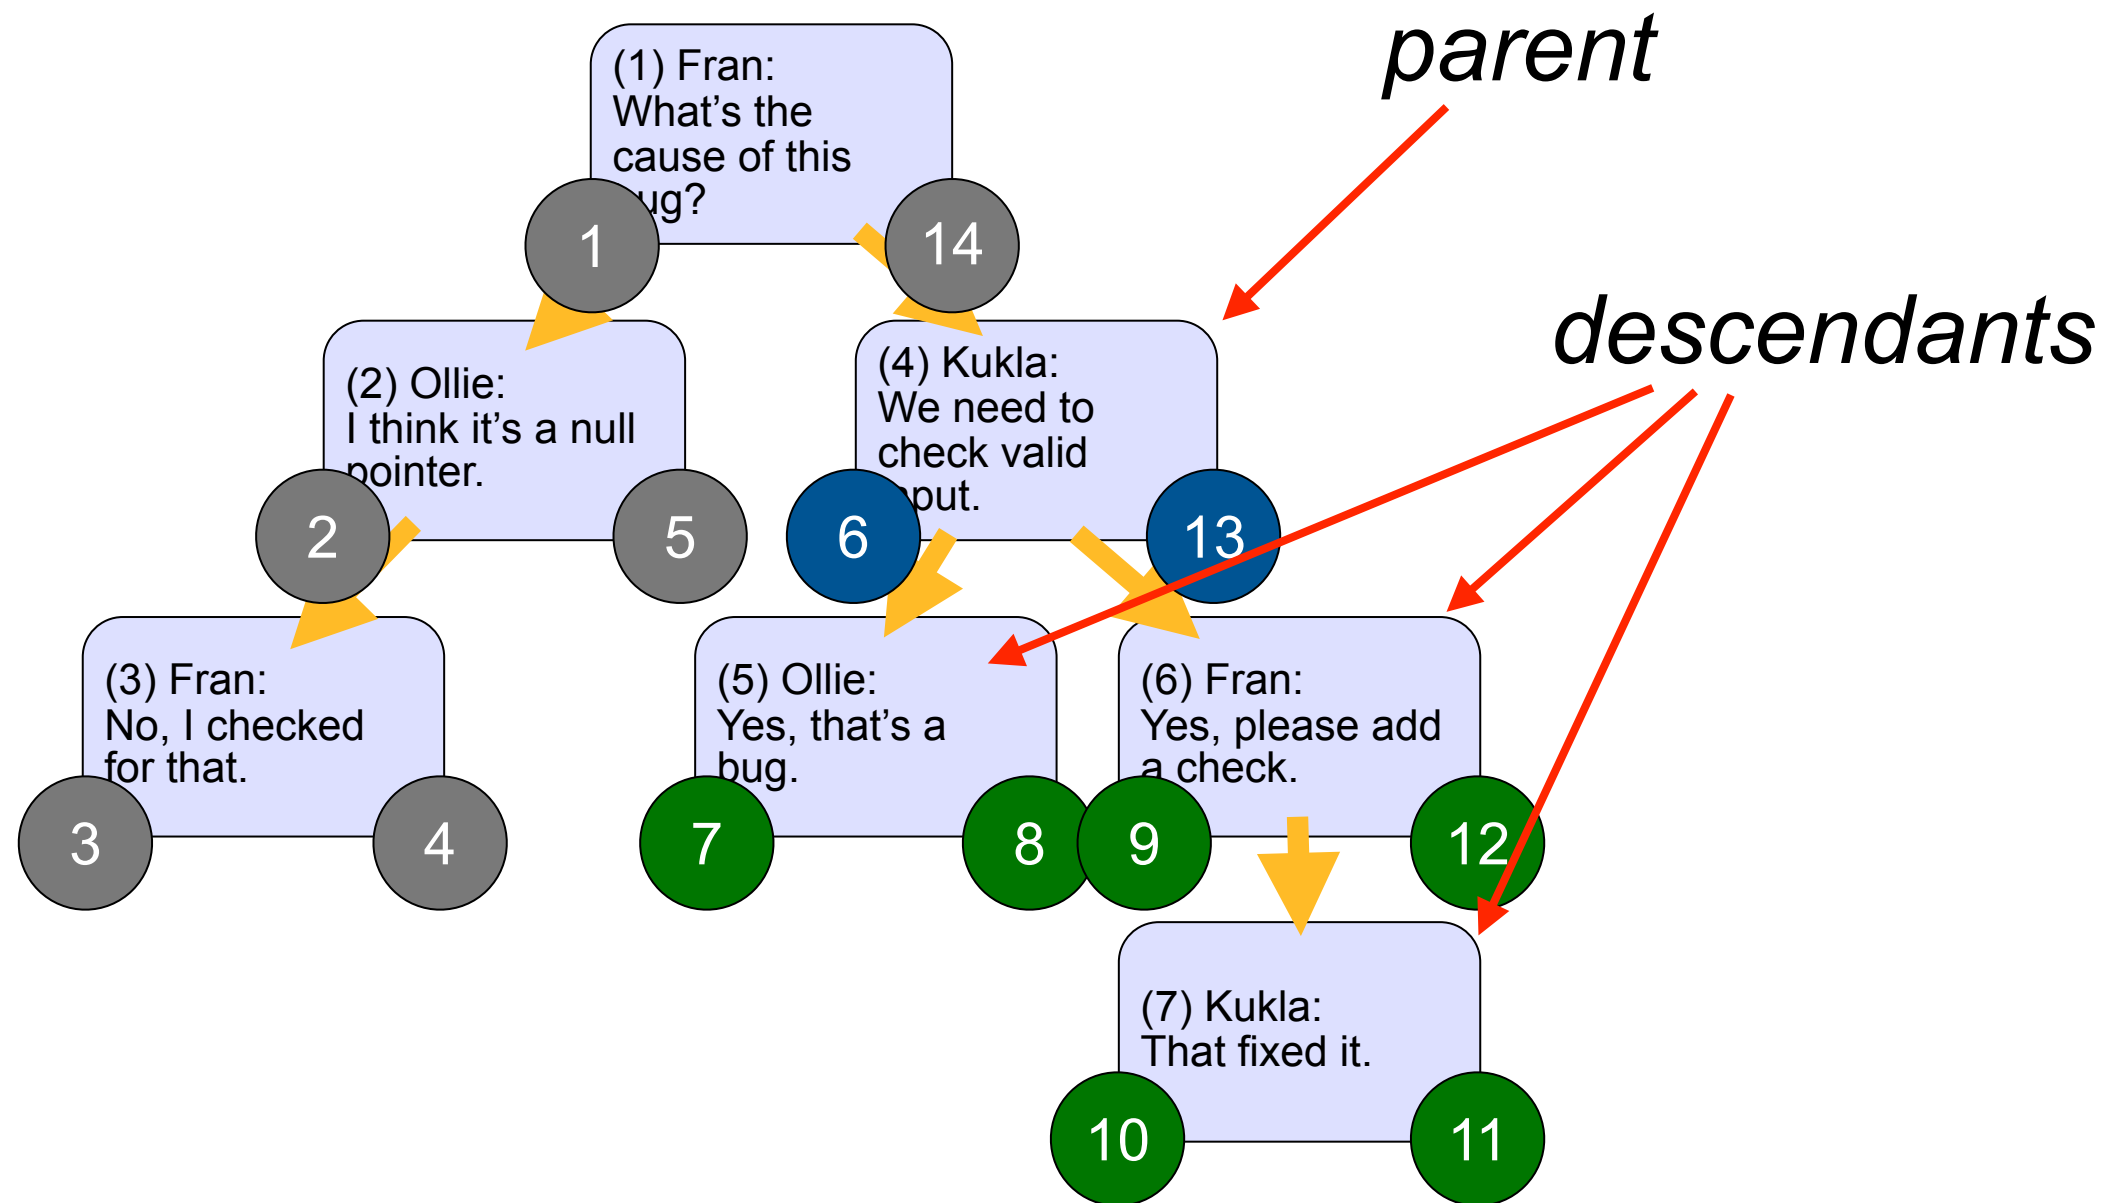 parent
(1) Fran:
What's the
cause of this
ug?
1
14
descendants
(2) Ollie:
I think it's a null
pointer.
2
5
(4) Kukla:
We need to
check valid
put.
6
13
(3) Fran:
No, I checked
for that.
3
4
(5) Ollie:
Yes, that's a
bug.
7
8
(6) Fran:
Yes, please add
a check.
9
12
(7) Kukla:
That fixed it.
10
11